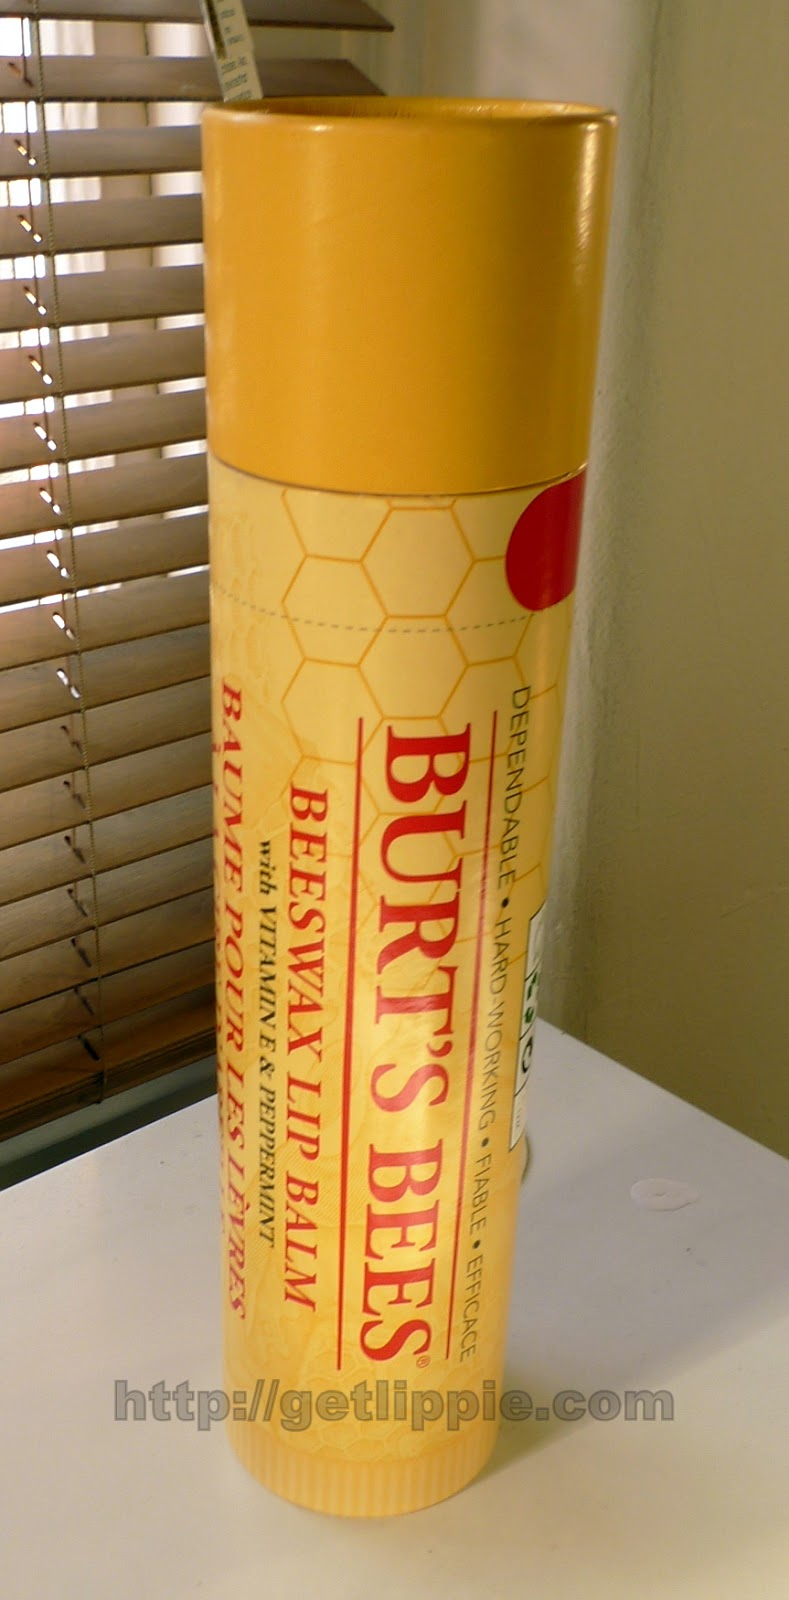 DEPENDABLE • HARD-WORKING • FIABLE • EFFICACE
BURT'S BEES®
BEESWAX LIP BALM
with VITAMIN E & PEPPERMINT
BAUME POUR LES LÈVRES
http://getlippie.com